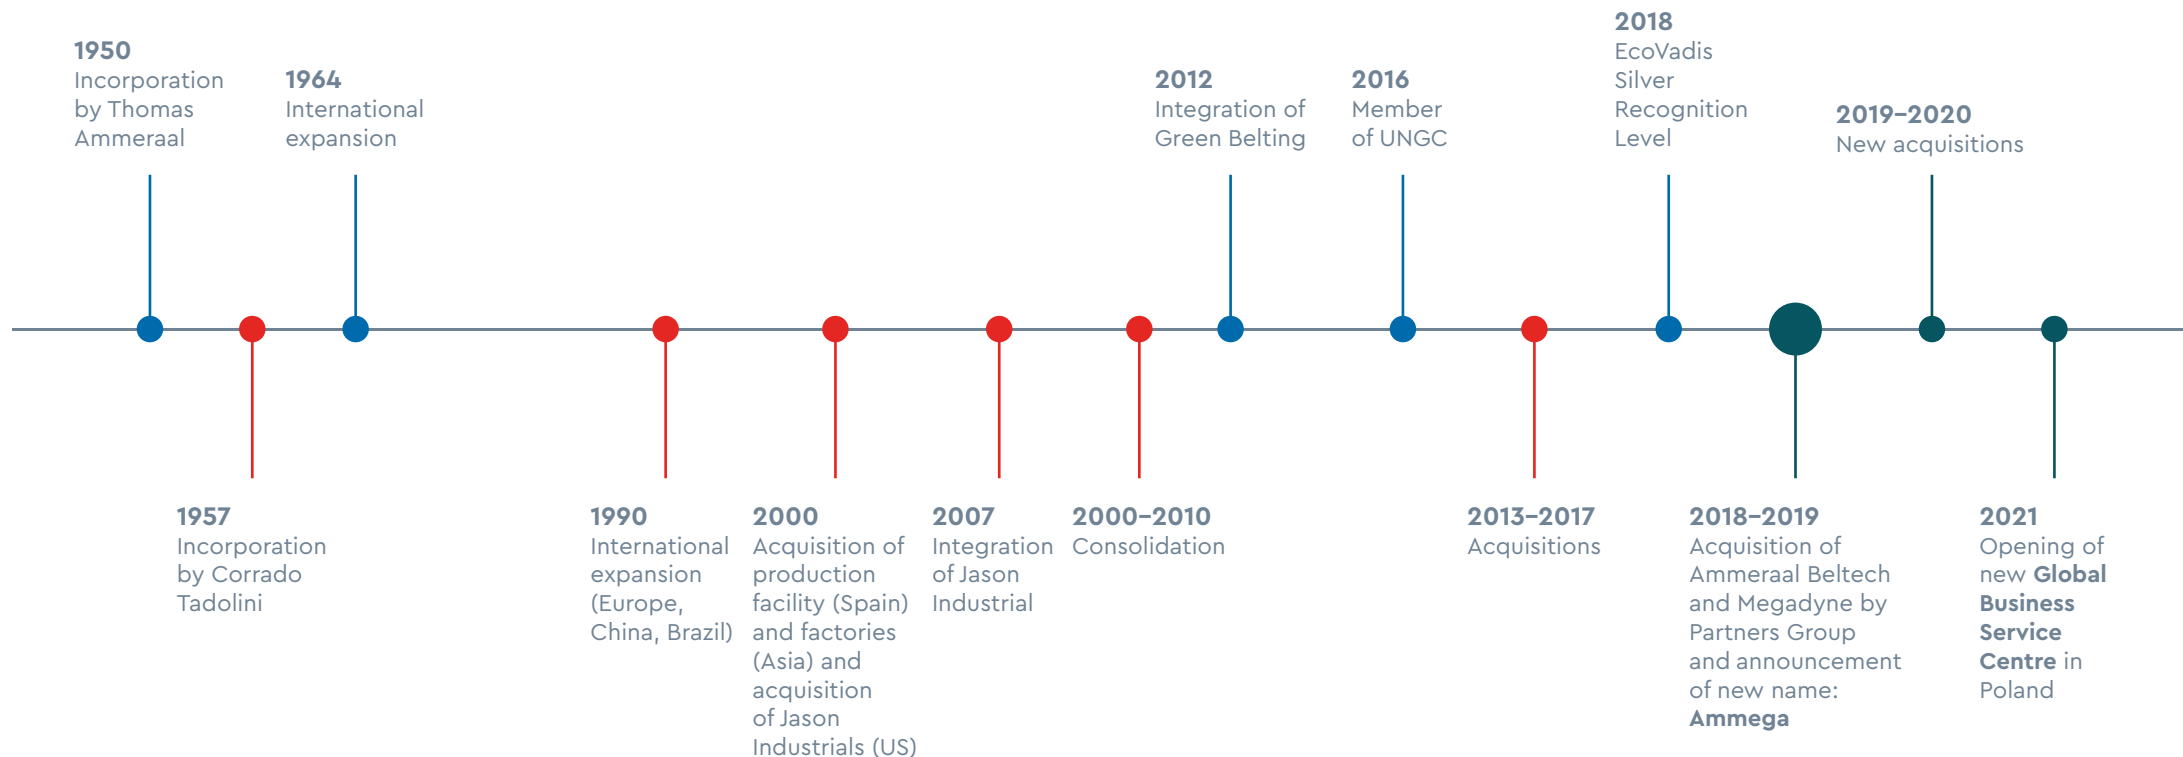 1950
Incorporation
by Thomas
Ammeraal
1957
Incorporation
by Corrado
Tadolini
1964
International
expansion
1990
International
expansion
(Europe,
China, Brazil)
2000
Acquisition of
production
facility (Spain)
and factories
(Asia) and
acquisition
of Jason
Industrials (US)
2007
Integration
of Jason
Industrial
2000–2010
Consolidation
2012
Integration of
Green Belting
2016
Member
of UNGC
2013–2017
Acquisitions
2018
EcoVadis
Silver
Recognition
Level
2018–2019
Acquisition of
Ammeraal Beltech
and Megadyne by
Partners Group
and announcement
of new name:
Ammega
2019–2020
New acquisitions
2021
Opening of
new Global
Business
Service
Centre in
Poland